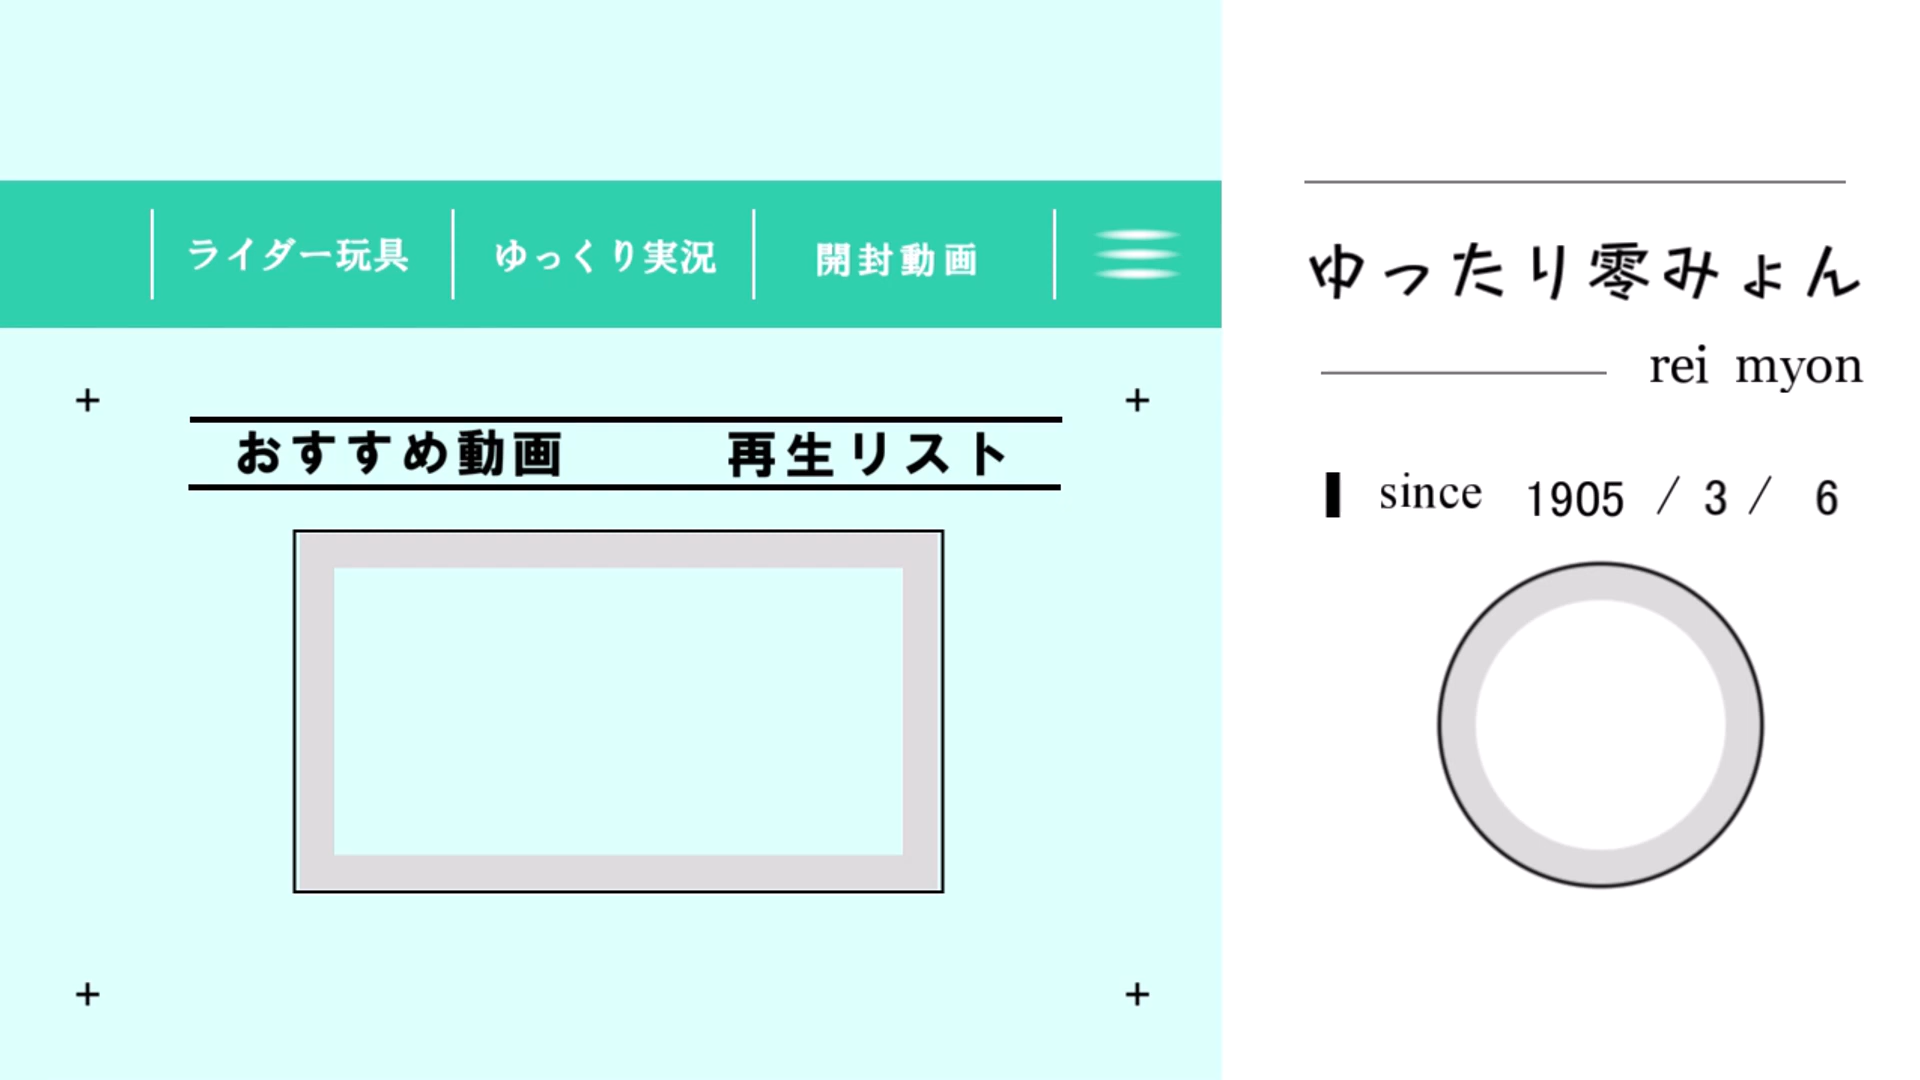 ライダー玩具
ゆっくり実況
開封動画
おすすめ動画 再生リスト
ゆったり零みょん
rei myon
since 1905 / 3 / 6